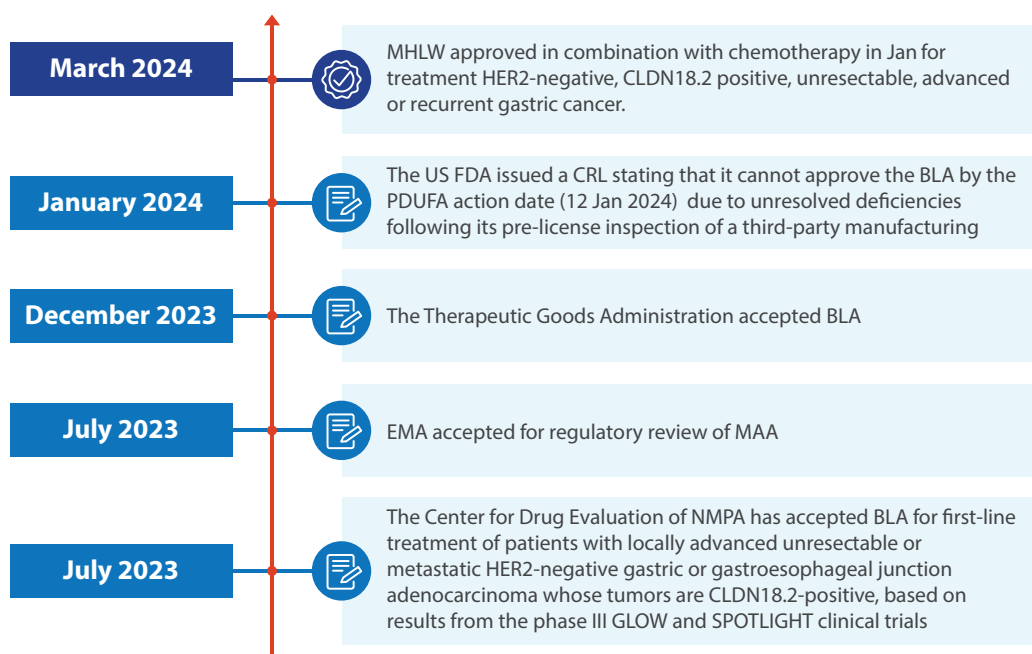 March 2024
MHLW approved in combination with chemotherapy in Jan for
treatment HER2-negative, CLDN18.2 positive, unresectable, advanced
or recurrent gastric cancer.
January 2024
The US FDA issued a CRL stating that it cannot approve the BLA by the
PDUFA action date (12 Jan 2024) due to unresolved deficiencies
following its pre-license inspection of a third-party manufacturing
December 2023
The Therapeutic Goods Administration accepted BLA
July 2023
EMA accepted for regulatory review of MAA
July 2023
The Center for Drug Evaluation of NMPA has accepted BLA for first-line
treatment of patients with locally advanced unresectable or
metastatic HER2-negative gastric or gastroesophageal junction
adenocarcinoma whose tumors are CLDN18.2-positive, based on
results from the phase III GLOW and SPOTLIGHT clinical trials